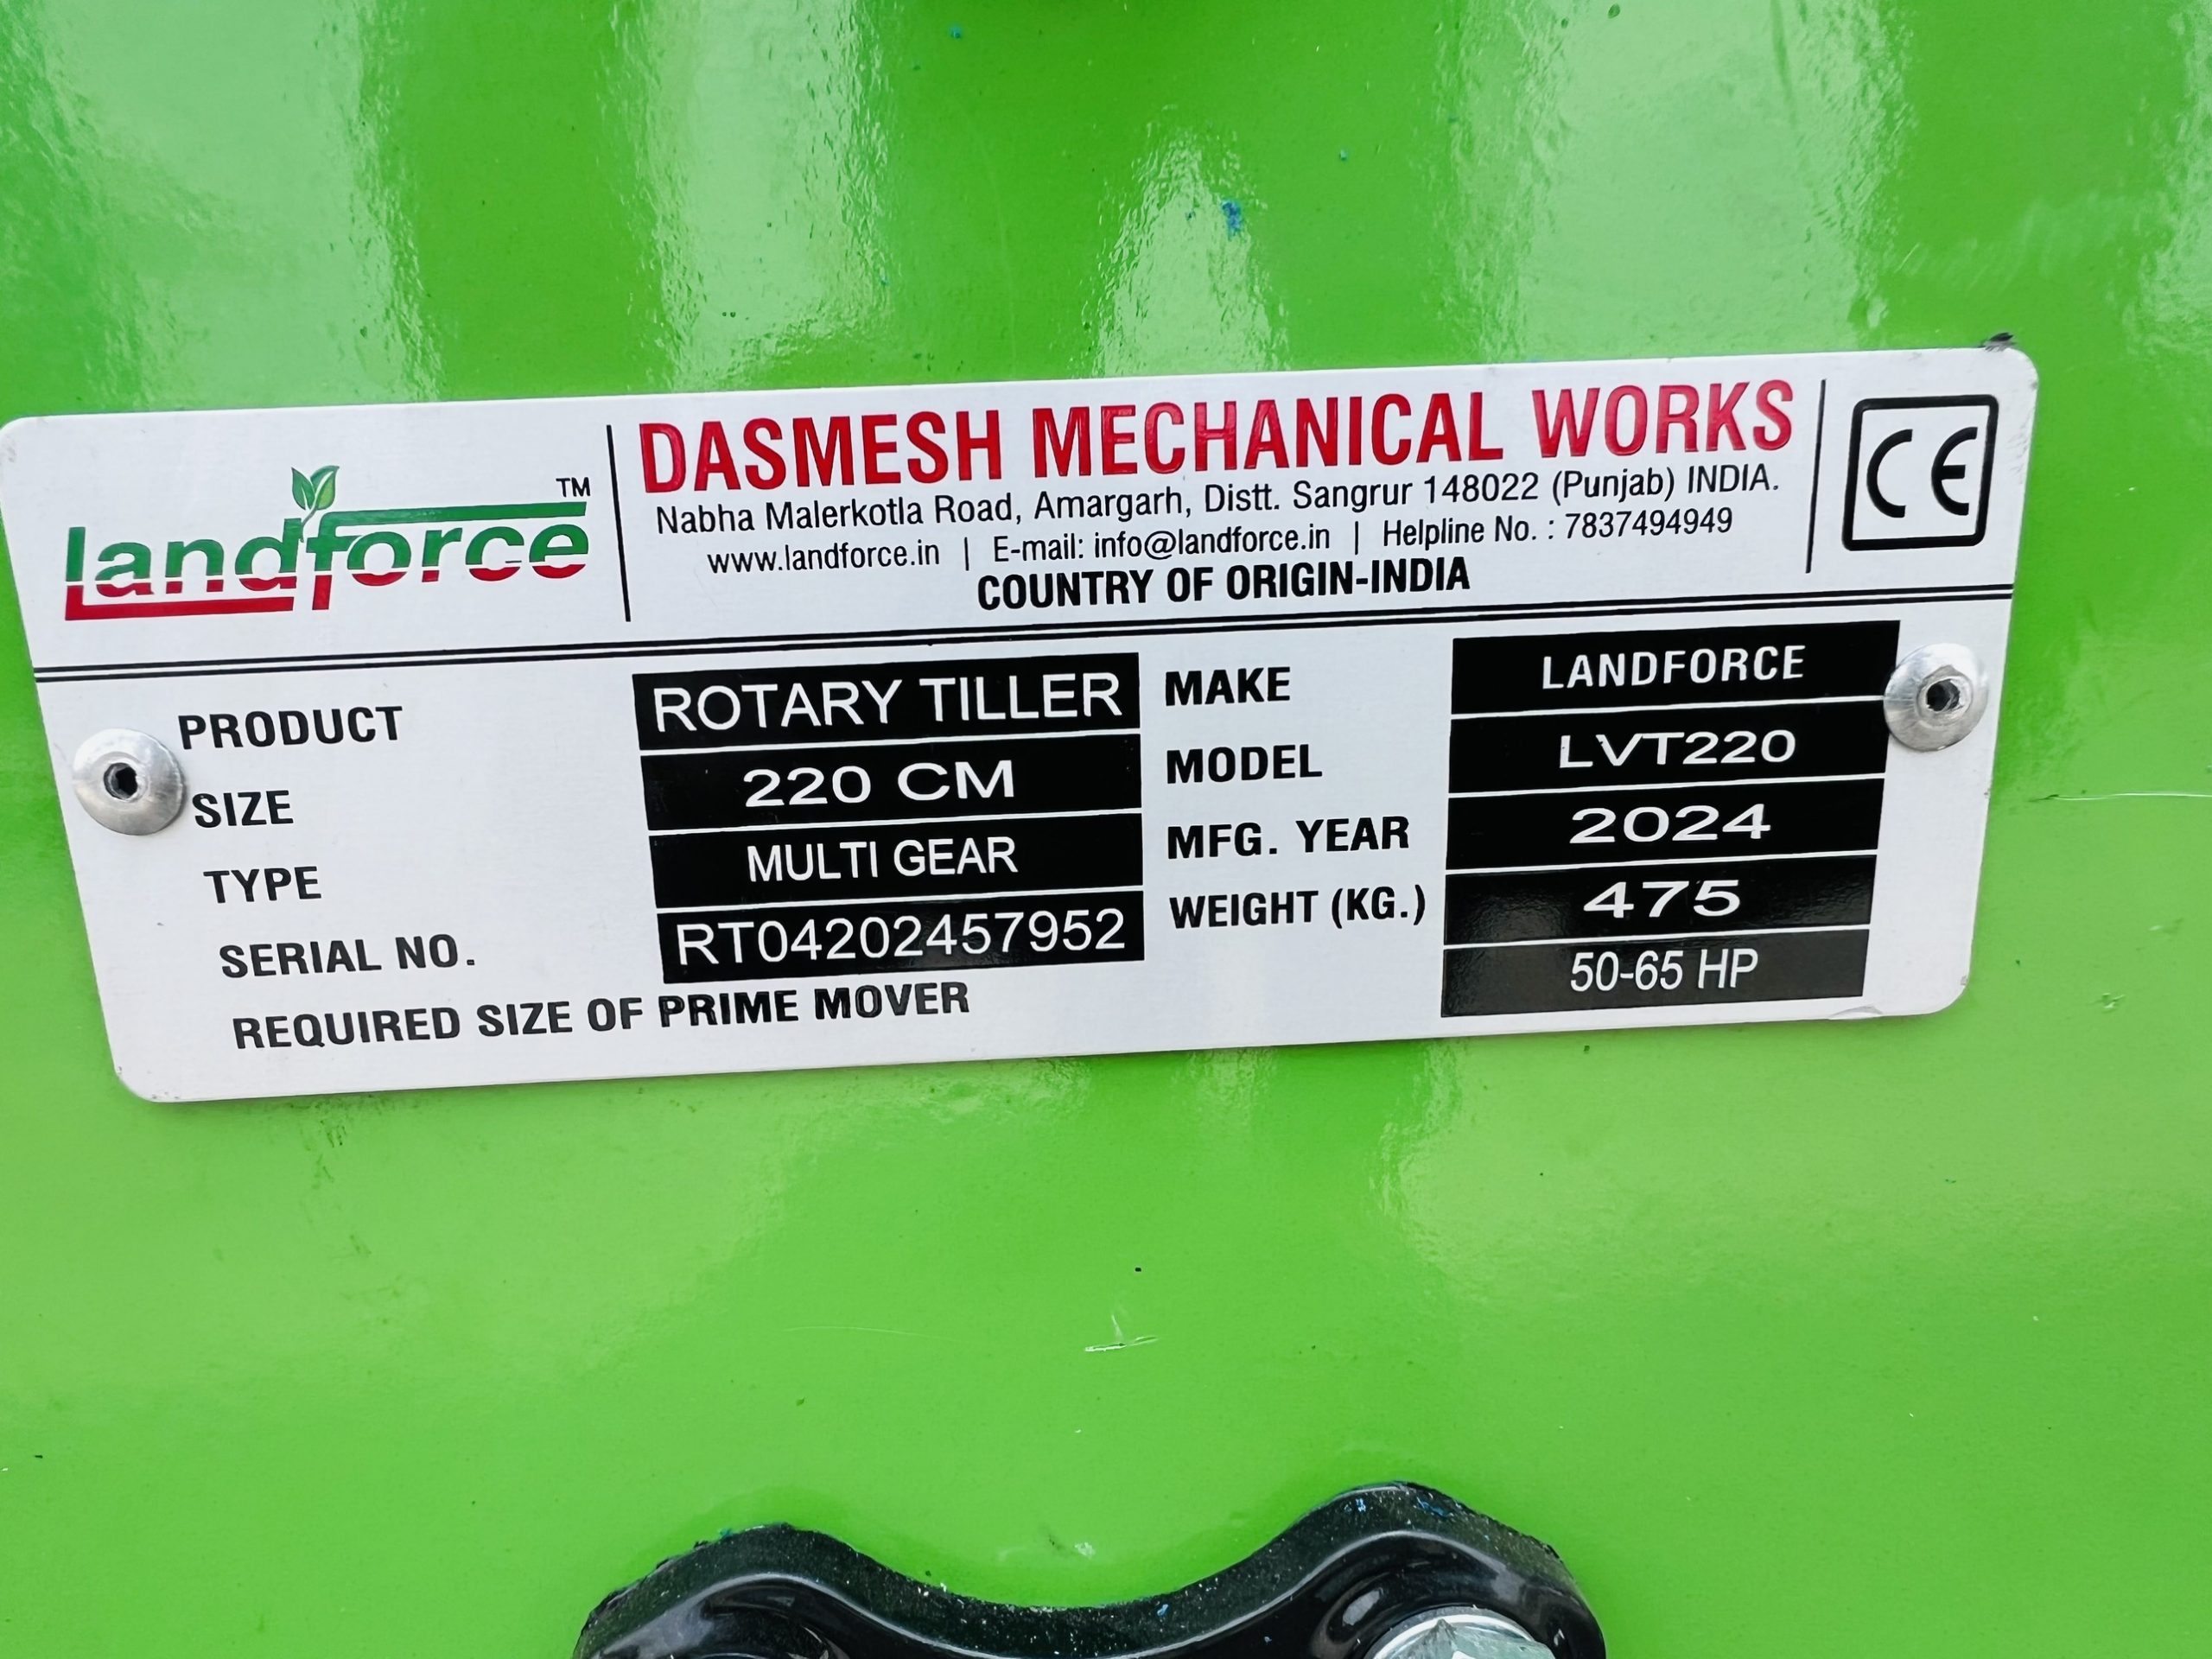 landforce TM
DASMESH MECHANICAL WORKS
Nabha Malerkotla Road, Amargarh, Distt. Sangrur 148022 (Punjab) INDIA.
www.landforce.in | E-mail: info@landforce.in | Helpline No. : 7837494949
COUNTRY OF ORIGIN-INDIA
CE
PRODUCT ROTARY TILLER MAKE LANDFORCE
SIZE 220 CM MODEL LVT220
TYPE MULTI GEAR MFG. YEAR 2024
SERIAL NO. RT04202457952 WEIGHT (KG.) 475
REQUIRED SIZE OF PRIME MOVER 50-65 HP